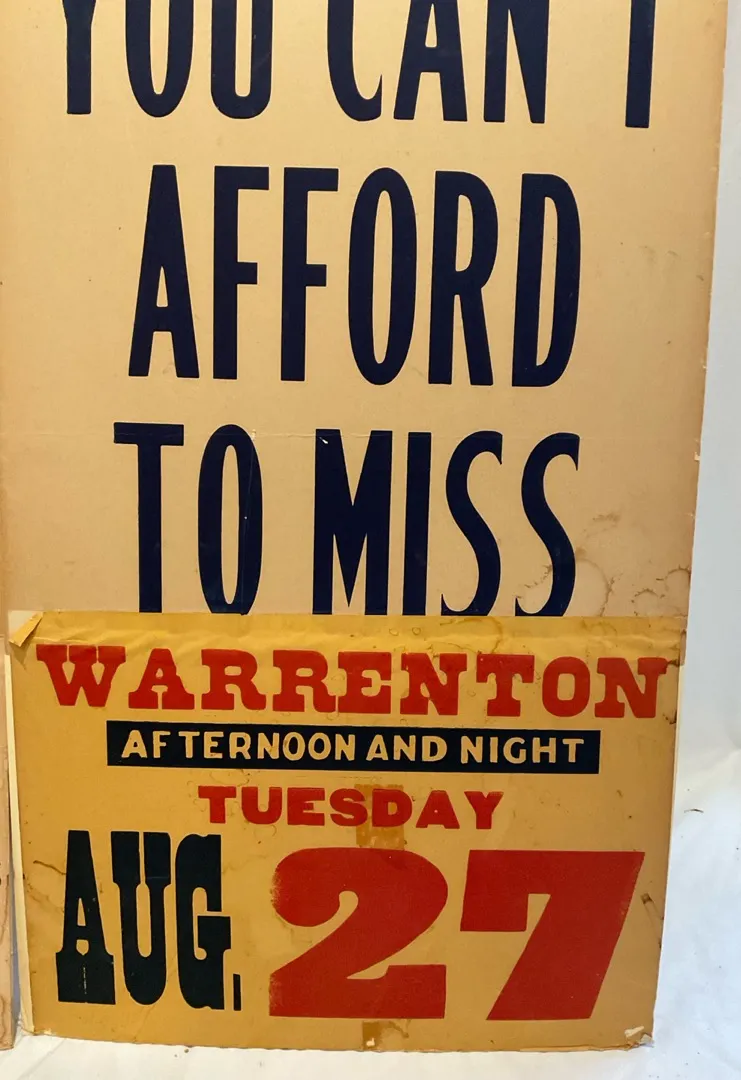 YOU CAN'T
AFFORD
TO MISS
WARRENTON
AFTERNOON AND NIGHT
TUESDAY
AUG. 27